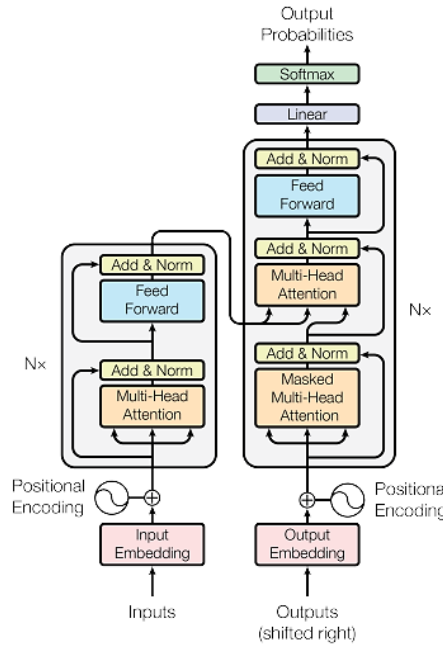 Output
Probabilities
Softmax
Linear
Add & Norm
Feed
Forward
Add & Norm
Multi-Head
Attention
Nx
Add & Norm
Masked
Multi-Head
Attention
Add & Norm
Feed
Forward
Nx
Add & Norm
Multi-Head
Attention
Positional
Encoding
Positiona
Encoding
Input
Embedding
Output
Embedding
Inputs
Outputs
(shifted right)